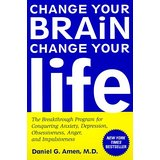 CHANGE YOUR
BRAiN
CHANGE YOUR
life
The Breakthrough Program for
Conquering Anxiety, Depression,
Obsessiveness, Anger, and
Impulsiveness
NEW YORK
TIMES
BESTSELLER
Daniel G. Amen, M.D.